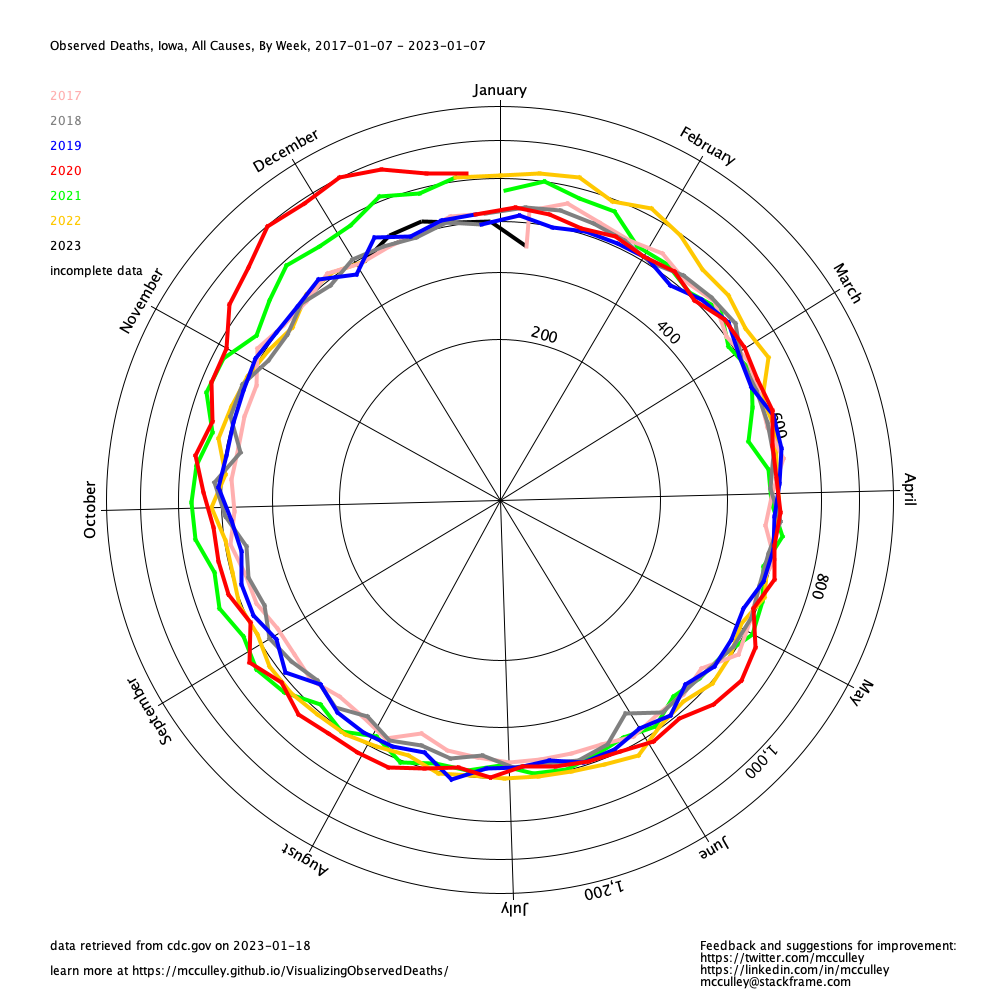 Observed Deaths, Iowa, All Causes, By Week, 2017-01-07 - 2023-01-07
2017
2018
2019
2020
2021
2022
2023
incomplete data
January
February
March
April
May
June
July
August
September
October
November
December
200
400
600
800
1,000
1,200
data retrieved from cdc.gov on 2023-01-18
learn more at https://mcculley.github.io/VisualizingObservedDeaths/
Feedback and suggestions for improvement:
https://twitter.com/mcculley
https://linkedin.com/in/mcculley
mcculley@stackframe.com